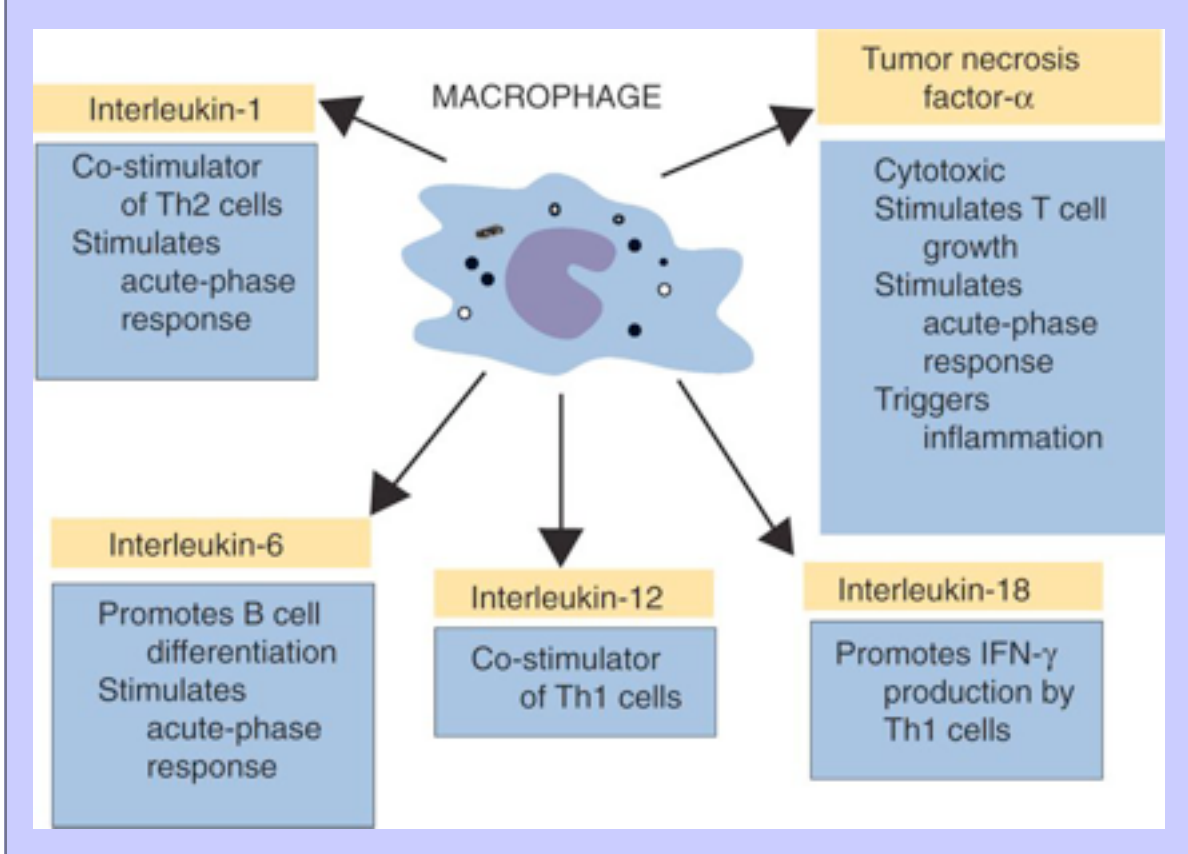 MACROPHAGE
Interleukin-1
Co-stimulator
of Th2 cells
Stimulates
acute-phase
response
Tumor necrosis
factor-α
Cytotoxic
Stimulates T cell
growth
Stimulates
acute-phase
response
Triggers
inflammation
Interleukin-6
Promotes B cell
differentiation
Stimulates
acute-phase
response
Interleukin-12
Co-stimulator
of Th1 cells
Interleukin-18
Promotes IFN-γ
production by
Th1 cells